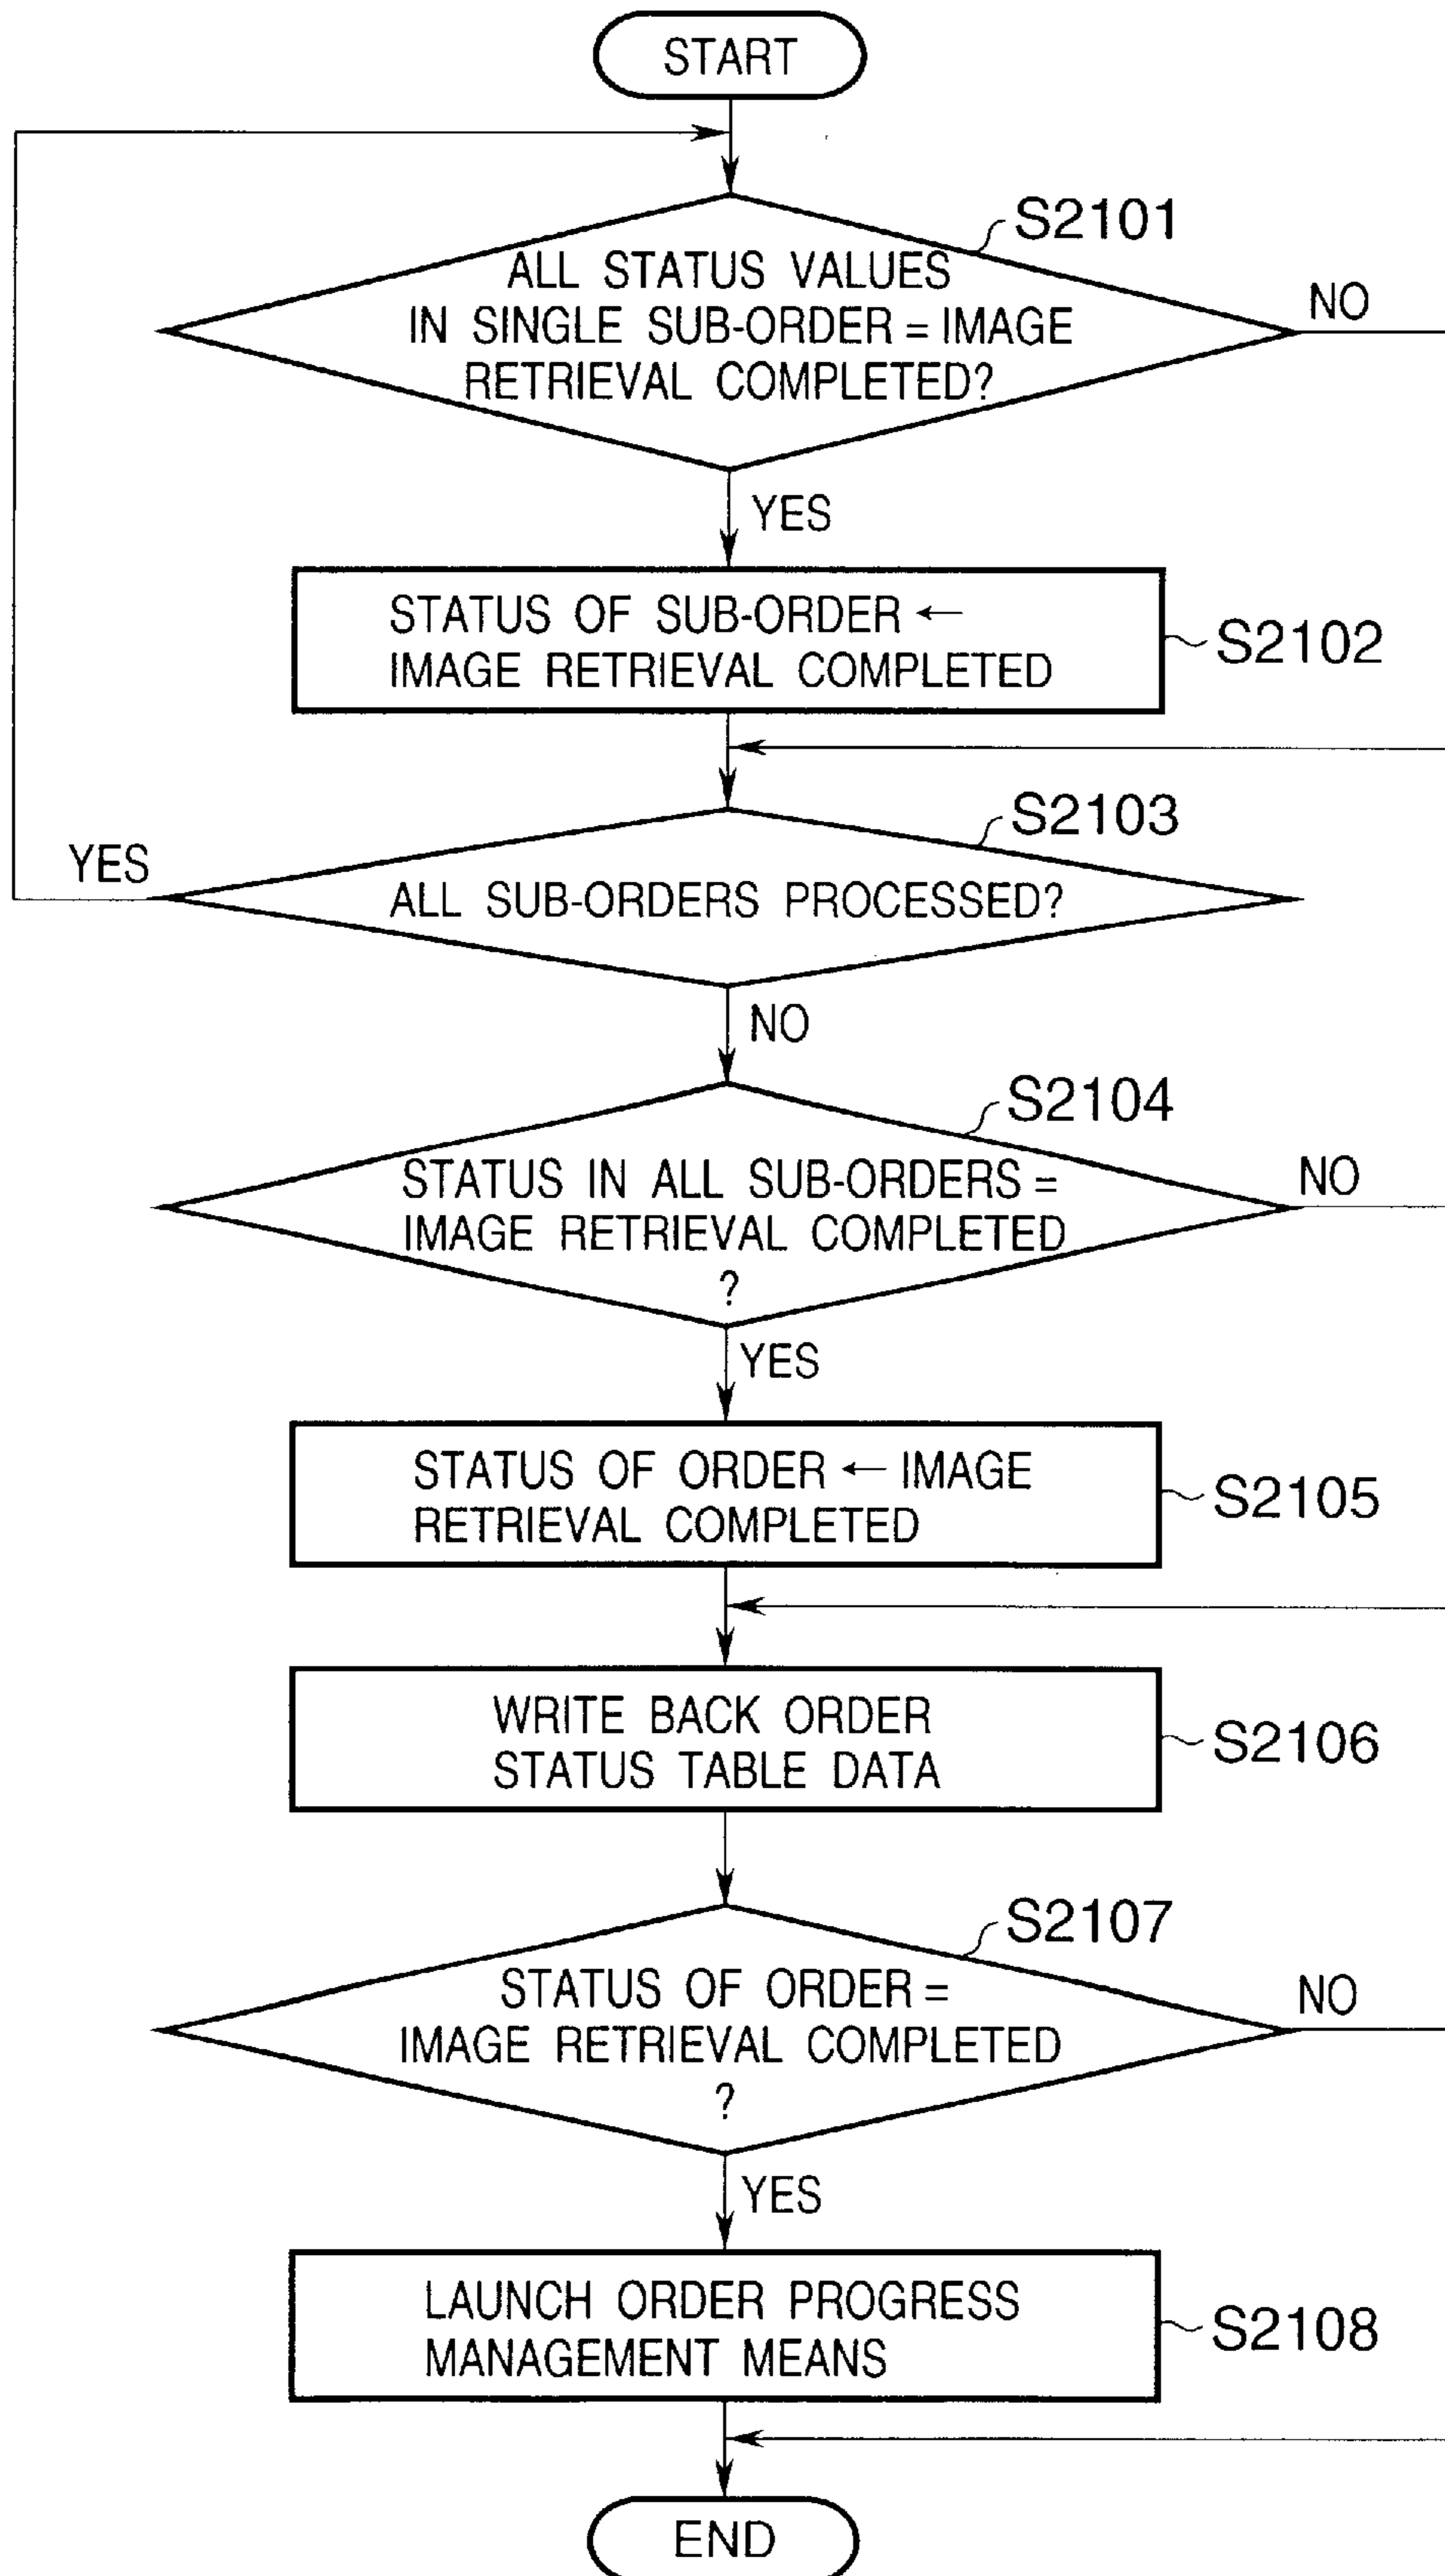 START
S2101
ALL STATUS VALUES
IN SINGLE SUB-ORDER = IMAGE
RETRIEVAL COMPLETED?
NO
YES
STATUS OF SUB-ORDER ←
IMAGE RETRIEVAL COMPLETED
S2102
S2103
YES
ALL SUB-ORDERS PROCESSED?
NO
S2104
STATUS IN ALL SUB-ORDERS =
IMAGE RETRIEVAL COMPLETED
?
NO
YES
STATUS OF ORDER ← IMAGE
RETRIEVAL COMPLETED
S2105
WRITE BACK ORDER
STATUS TABLE DATA
S2106
S2107
STATUS OF ORDER =
IMAGE RETRIEVAL COMPLETED
?
NO
YES
LAUNCH ORDER PROGRESS
MANAGEMENT MEANS
S2108
END